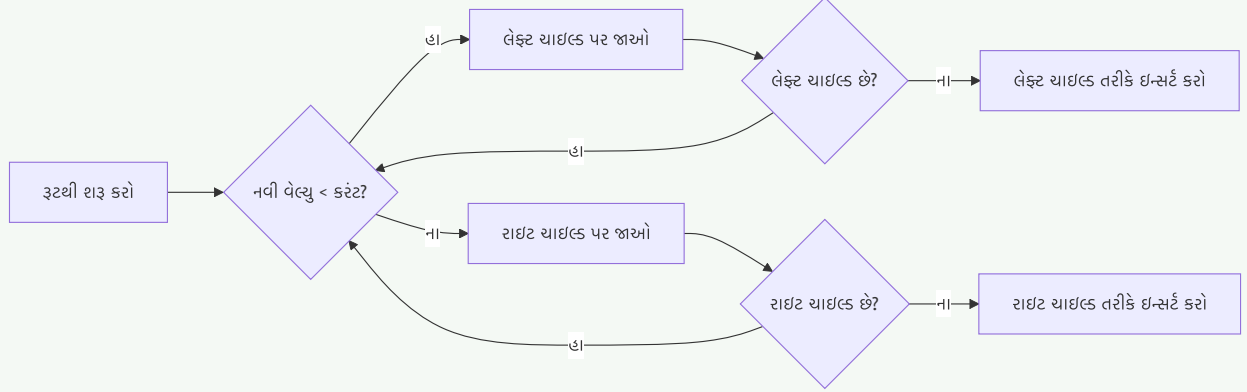 રૂટથી શરૂ કરો
નવી વેલ્યુ < કરંટ?
હા
લેફ્ટ ચાઇલ્ડ પર જાઓ
લેફ્ટ ચાઇલ્ડ છે?
ના
લેફ્ટ ચાઇલ્ડ તરીકે ઇન્સર્ટ કરો
હા
ના
રાઇટ ચાઇલ્ડ પર જાઓ
રાઇટ ચાઇલ્ડ છે?
ના
રાઇટ ચાઇલ્ડ તરીકે ઇન્સર્ટ કરો
હા